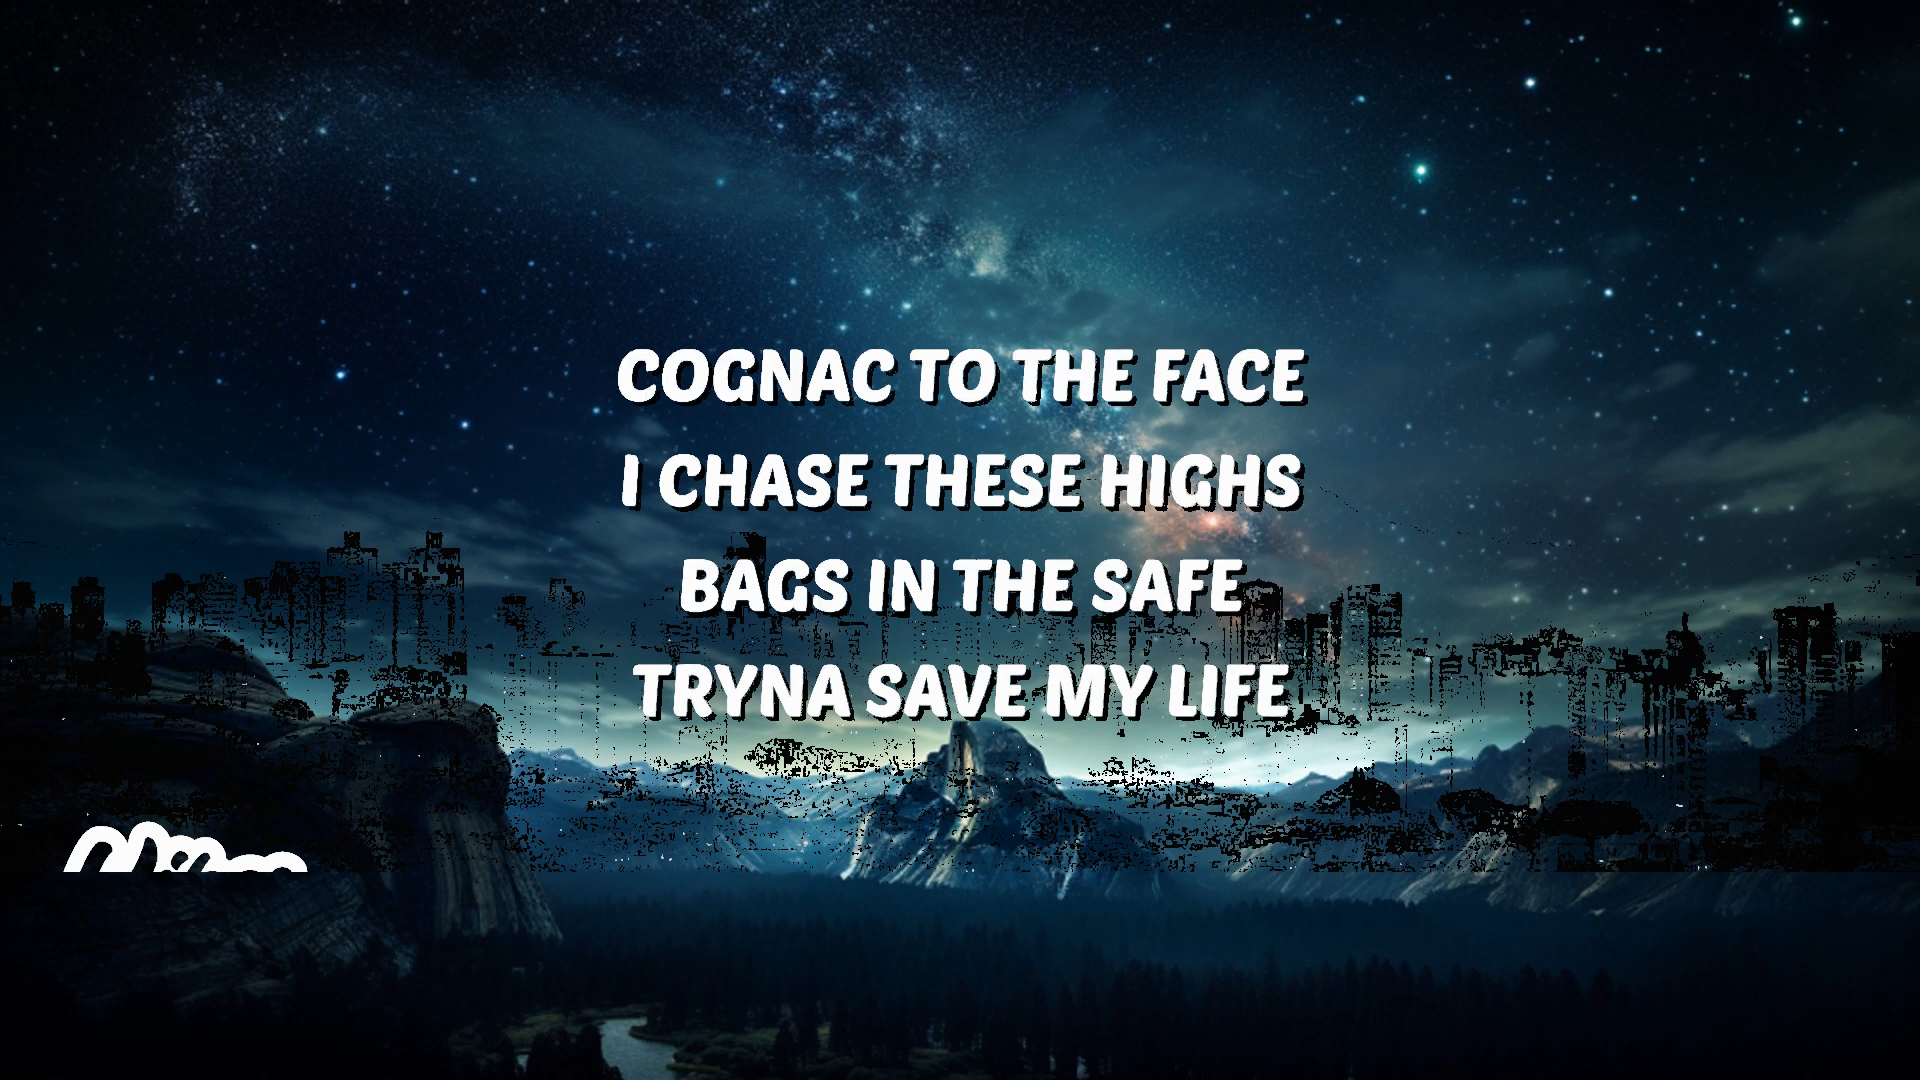 COGNAC TO THE FACE
I CHASE THESE HIGHS
BAGS IN THE SAFE
TRYNA SAVE MY LIFE